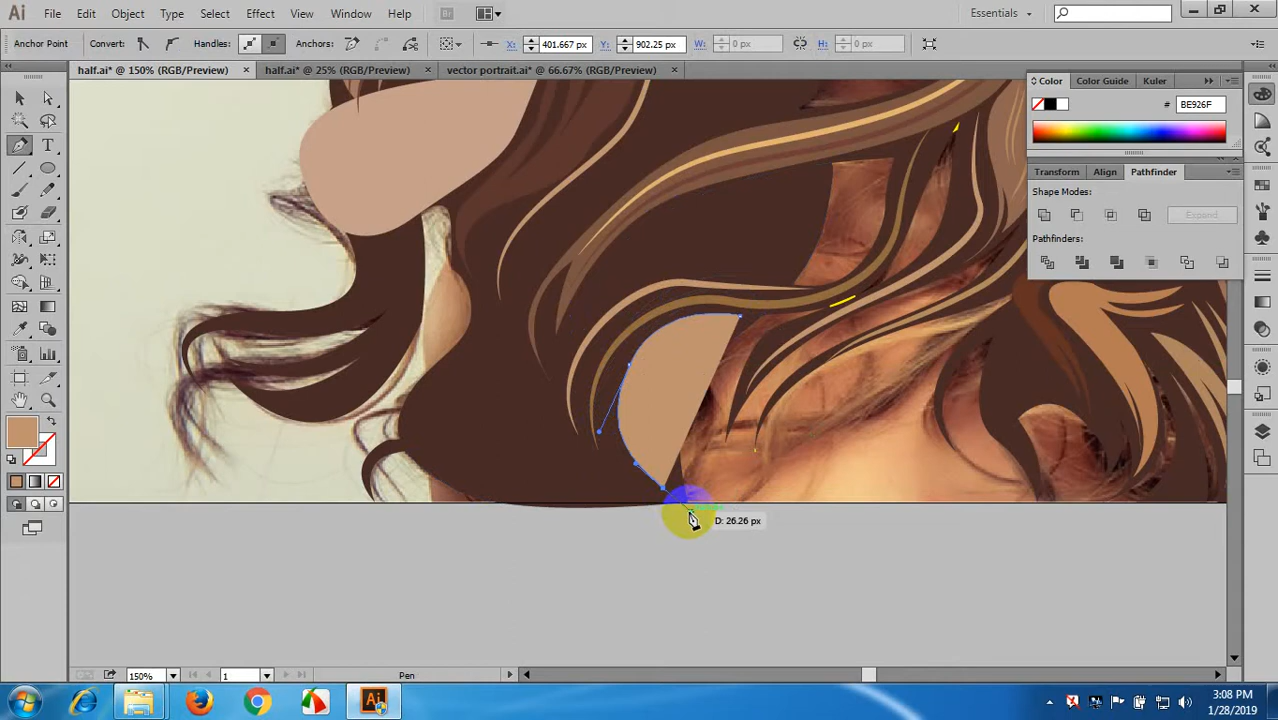 Ai File Edit Object Type Select Effect View Window Help Br Essentials
Anchor Point Convert: Handles: Anchors: X: 401.667 px Y: 902.25 px W: 0 px H: 0 px
half.ai* @ 150% (RGB/Preview) × half.ai* @ 25% (RGB/Preview) × vector portrait.ai* @ 66.67% (RGB/Preview) ×
Color Color Guide Kuler
# BE926F
Transform Align Pathfinder
Shape Modes:
Expand
Pathfinders:
D: 26.26 px
150% 1 Pen
Ai
3:08 PM
1/28/2019